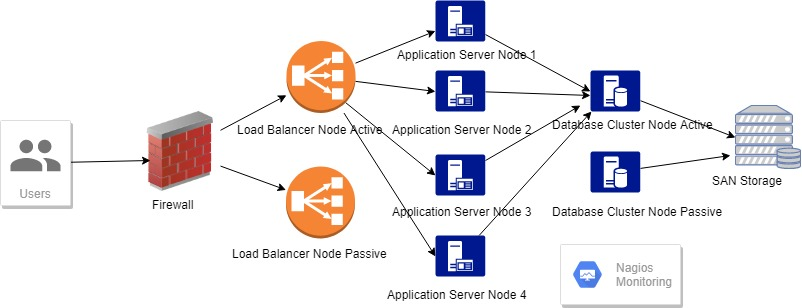 Application Server Node 1
Load Balancer Node Active
Application Server Node 2
Database Cluster Node Active
Users
Firewall
SAN Storage
Application Server Node 3
Database Cluster Node Passive
Load Balancer Node Passive
Nagios
Monitoring
Application Server Node 4